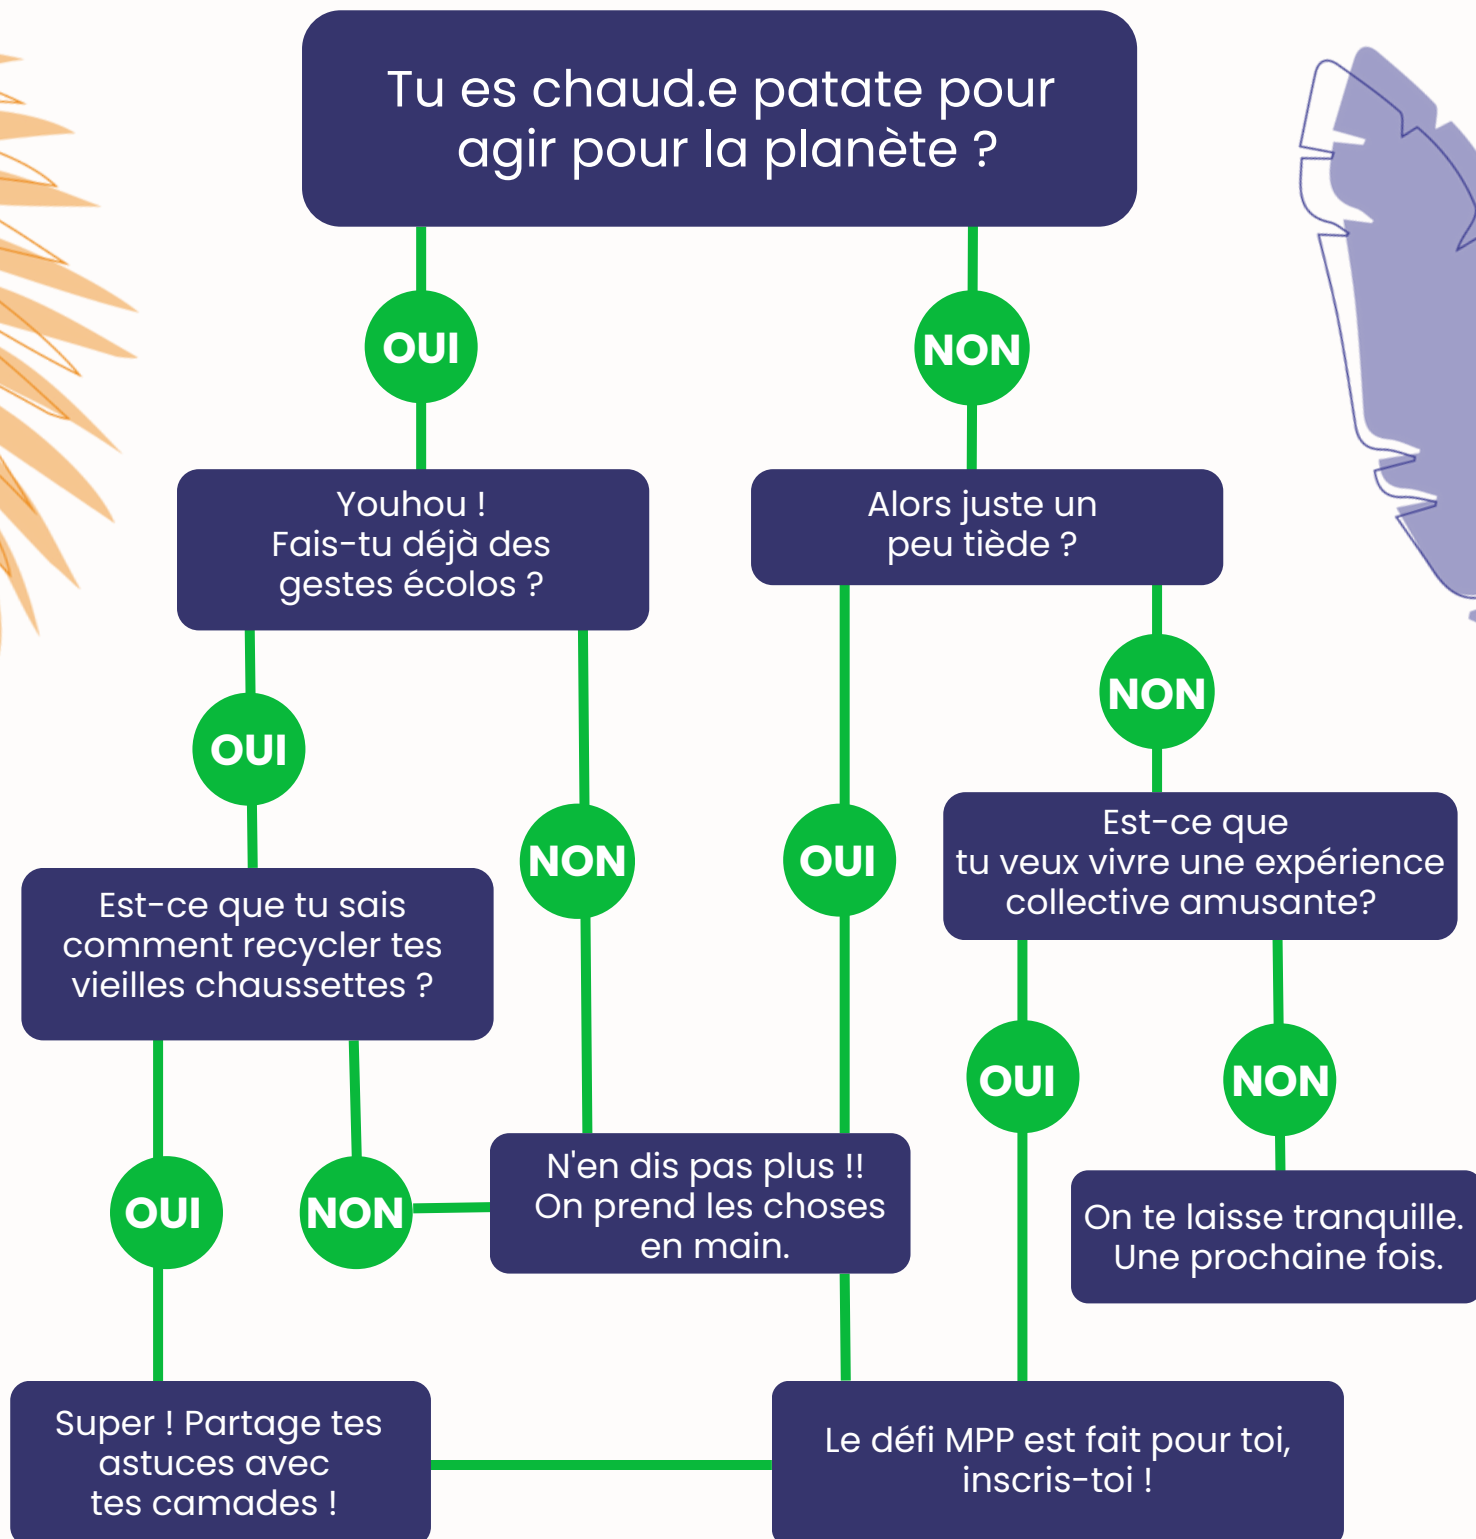 Tu es chaud.e patate pour
agir pour la planète ?
OUI
NON
Youhou !
Fais-tu déjà des
gestes écolos ?
Alors juste un
peu tiède ?
OUI
NON
NON
OUI
Est-ce que
tu veux vivre une expérience
collective amusante?
Est-ce que tu sais
comment recycler tes
vieilles chaussettes ?
OUI
NON
OUI
NON
N'en dis pas plus !!
On prend les choses
en main.
On te laisse tranquille.
Une prochaine fois.
Super ! Partage tes
astuces avec
tes camades !
Le défi MPP est fait pour toi,
inscris-toi !